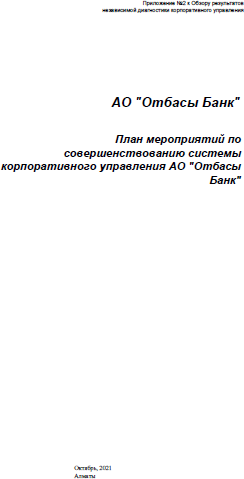 Приложение №2 к Обзору результатов
независимой диагностики корпоративного управления
АО "Отбасы Банк"
План мероприятий по
совершенствованию системы
корпоративного управления АО "Отбасы
Банк"
Октябрь, 2021
Алматы